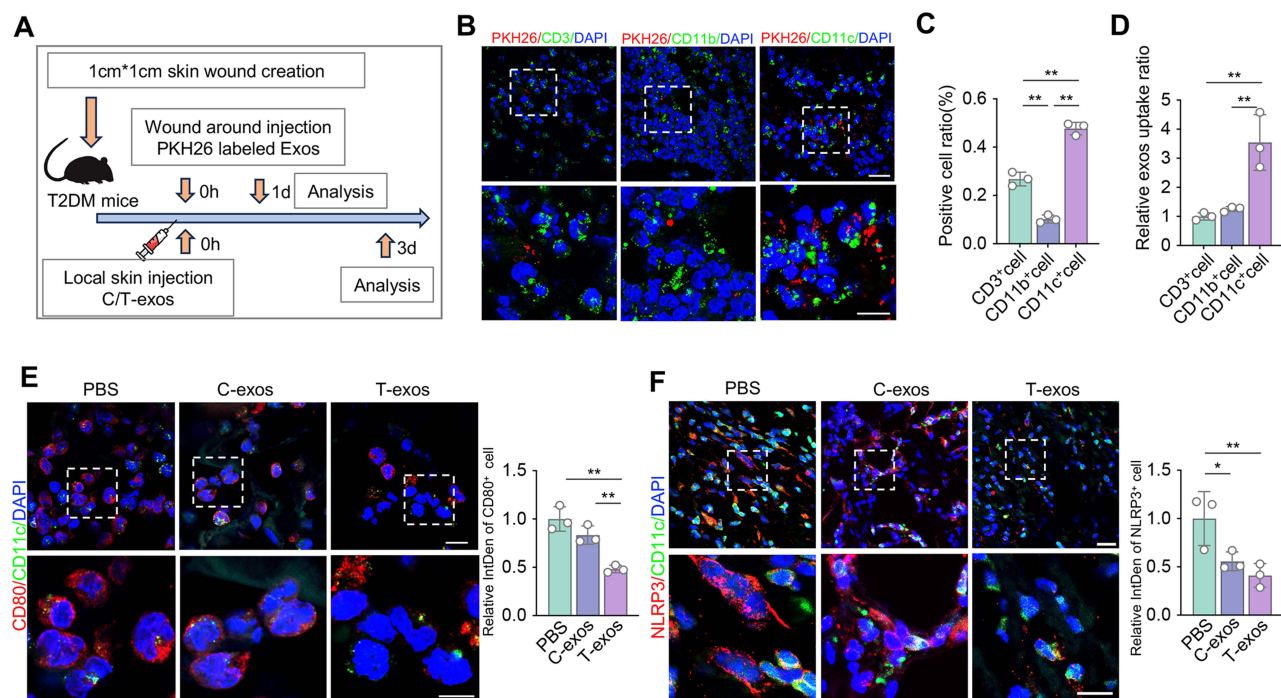 A
1cm*1cm skin wound creation
Wound around injection
PKH26 labeled Exos
T2DM mice
0h
1d
Analysis
0h
3d
Local skin injection
C/T-exos
Analysis
B
PKH26/CD3/DAPI
PKH26/CD11b/DAPI
PKH26/CD11c/DAPI
C
Positive cell ratio(%)
0.6
0.4
0.2
0.0
**
** **
CD3+cell
CD11b+cell
CD11c+cell
D
Relative exos uptake ratio
7
6
5
4
3
2
1
0
**
**
CD3+cell
CD11b+cell
CD11c+cell
E
PBS
C-exos
T-exos
CD80/CD11c/DAPI
Relative IntDen of CD80+ cell
1.5
1.0
0.5
0.0
**
**
PBS
C-exos
T-exos
F
PBS
C-exos
T-exos
NLRP3/CD11c/DAPI
Relative IntDen of NLRP3+ cell
1.5
1.0
0.5
0.0
**
*
PBS
C-exos
T-exos